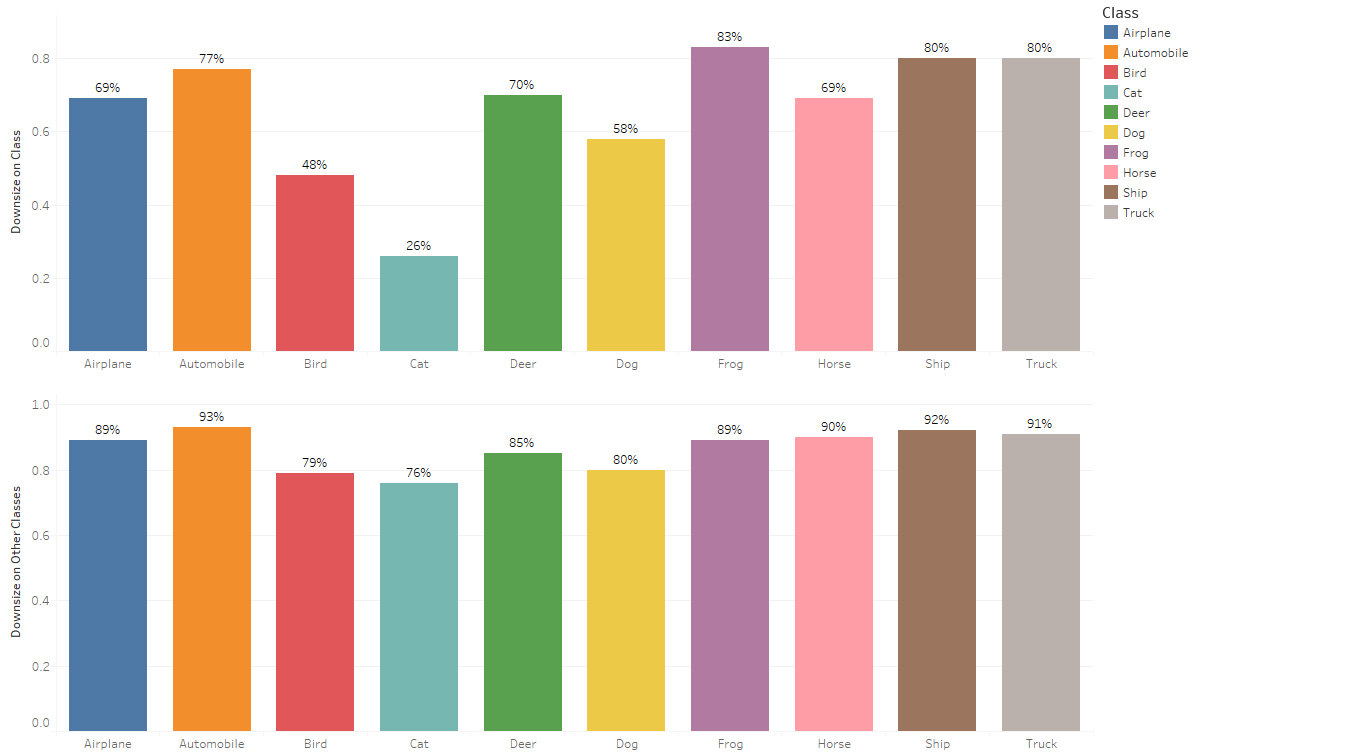 Downsize on Class
0.8
0.6
0.4
0.2
0.0
69%
77%
48%
26%
70%
58%
83%
69%
80%
80%
Airplane
Automobile
Bird
Cat
Deer
Dog
Frog
Horse
Ship
Truck
Downsize on Other Classes
1.0
0.8
0.6
0.4
0.2
0.0
89%
93%
79%
76%
85%
80%
89%
90%
92%
91%
Airplane
Automobile
Bird
Cat
Deer
Dog
Frog
Horse
Ship
Truck
Class
Airplane
Automobile
Bird
Cat
Deer
Dog
Frog
Horse
Ship
Truck